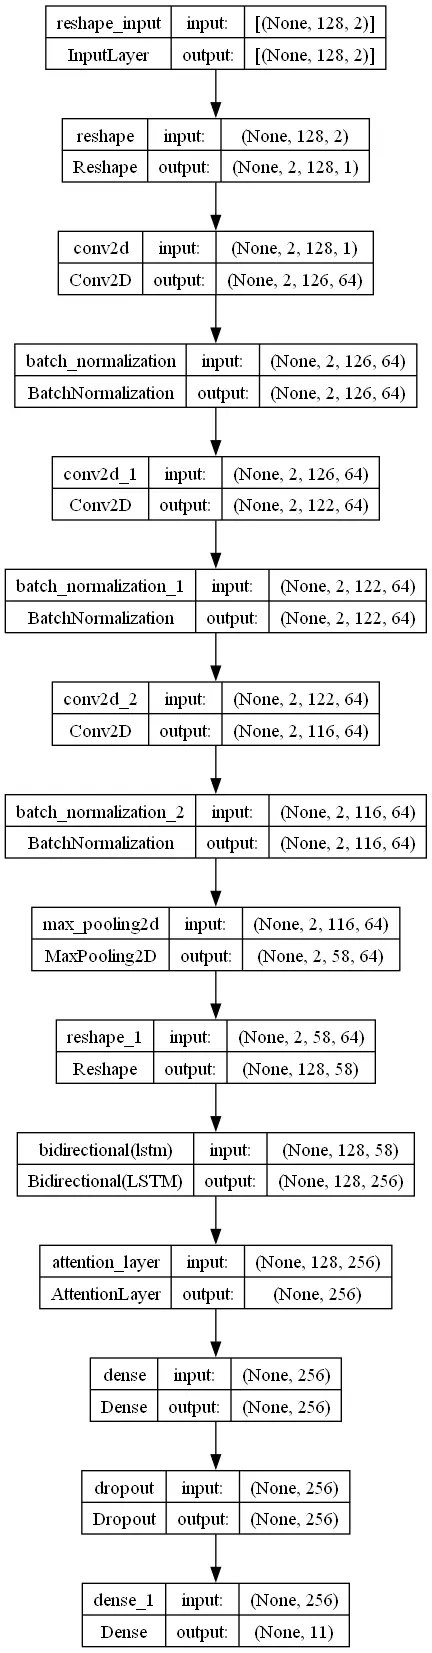 reshape_input input: [(None, 128, 2)]
InputLayer output: [(None, 128, 2)]
reshape input: (None, 128, 2)
Reshape output: (None, 2, 128, 1)
conv2d input: (None, 2, 128, 1)
Conv2D output: (None, 2, 126, 64)
batch_normalization input: (None, 2, 126, 64)
BatchNormalization output: (None, 2, 126, 64)
conv2d_1 input: (None, 2, 126, 64)
Conv2D output: (None, 2, 122, 64)
batch_normalization_1 input: (None, 2, 122, 64)
BatchNormalization output: (None, 2, 122, 64)
conv2d_2 input: (None, 2, 122, 64)
Conv2D output: (None, 2, 116, 64)
batch_normalization_2 input: (None, 2, 116, 64)
BatchNormalization output: (None, 2, 116, 64)
max_pooling2d input: (None, 2, 116, 64)
MaxPooling2D output: (None, 2, 58, 64)
reshape_1 input: (None, 2, 58, 64)
Reshape output: (None, 128, 58)
bidirectional(lstm) input: (None, 128, 58)
Bidirectional(LSTM) output: (None, 128, 256)
attention_layer input: (None, 128, 256)
AttentionLayer output: (None, 256)
dense input: (None, 256)
Dense output: (None, 256)
dropout input: (None, 256)
Dropout output: (None, 256)
dense_1 input: (None, 256)
Dense output: (None, 11)